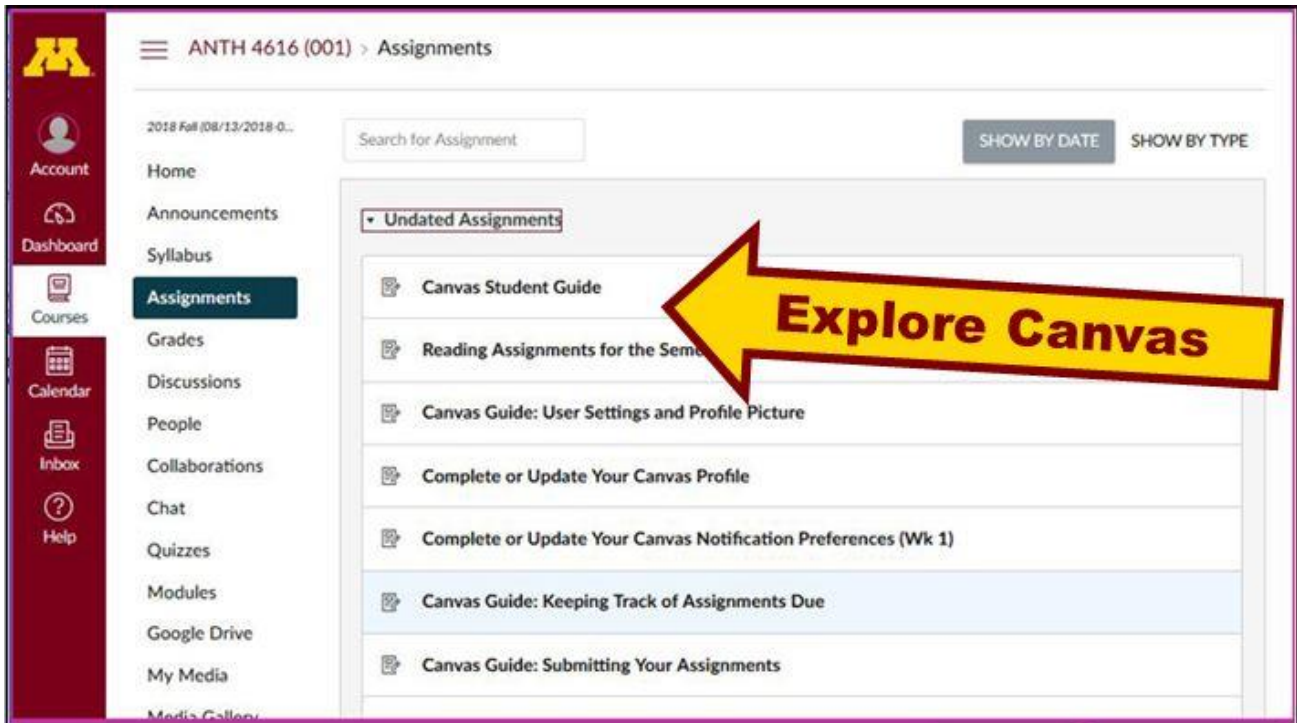 M
ANTH 4616 (001) > Assignments
Account
Dashboard
Courses
Calendar
Inbox
Help
2018 Fall (08/13/2018-0...
Home
Announcements
Syllabus
Assignments
Grades
Discussions
People
Collaborations
Chat
Quizzes
Modules
Google Drive
My Media
Media Gallery
Search for Assignment
SHOW BY DATE
SHOW BY TYPE
Undated Assignments
Canvas Student Guide
Explore Canvas
Reading Assignments for the
Canvas Guide: User Settings and Profile Picture
Complete or Update Your Canvas Profile
Complete or Update Your Canvas Notification Preferences (Wk 1)
Canvas Guide: Keeping Track of Assignments Due
Canvas Guide: Submitting Your Assignments